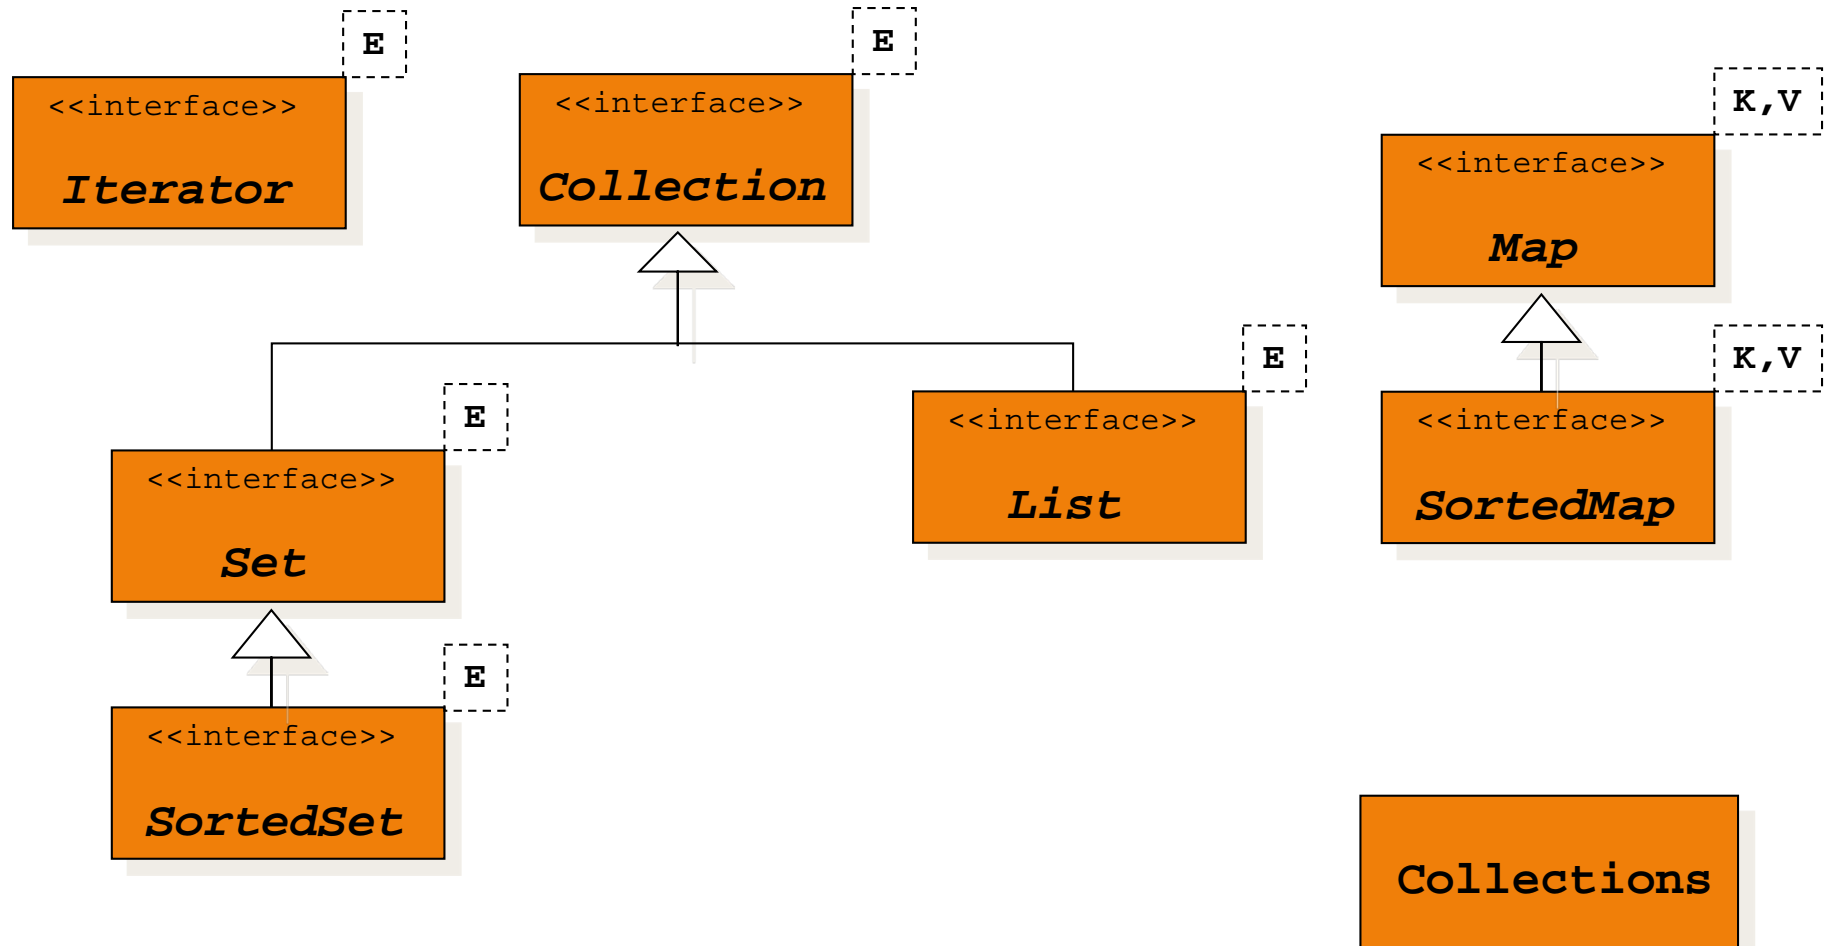 E
<<interface>>
Iterator
E
<<interface>>
Collection
K,V
<<interface>>
Map
E
<<interface>>
Set
E
<<interface>>
List
K,V
<<interface>>
SortedMap
E
<<interface>>
SortedSet
Collections